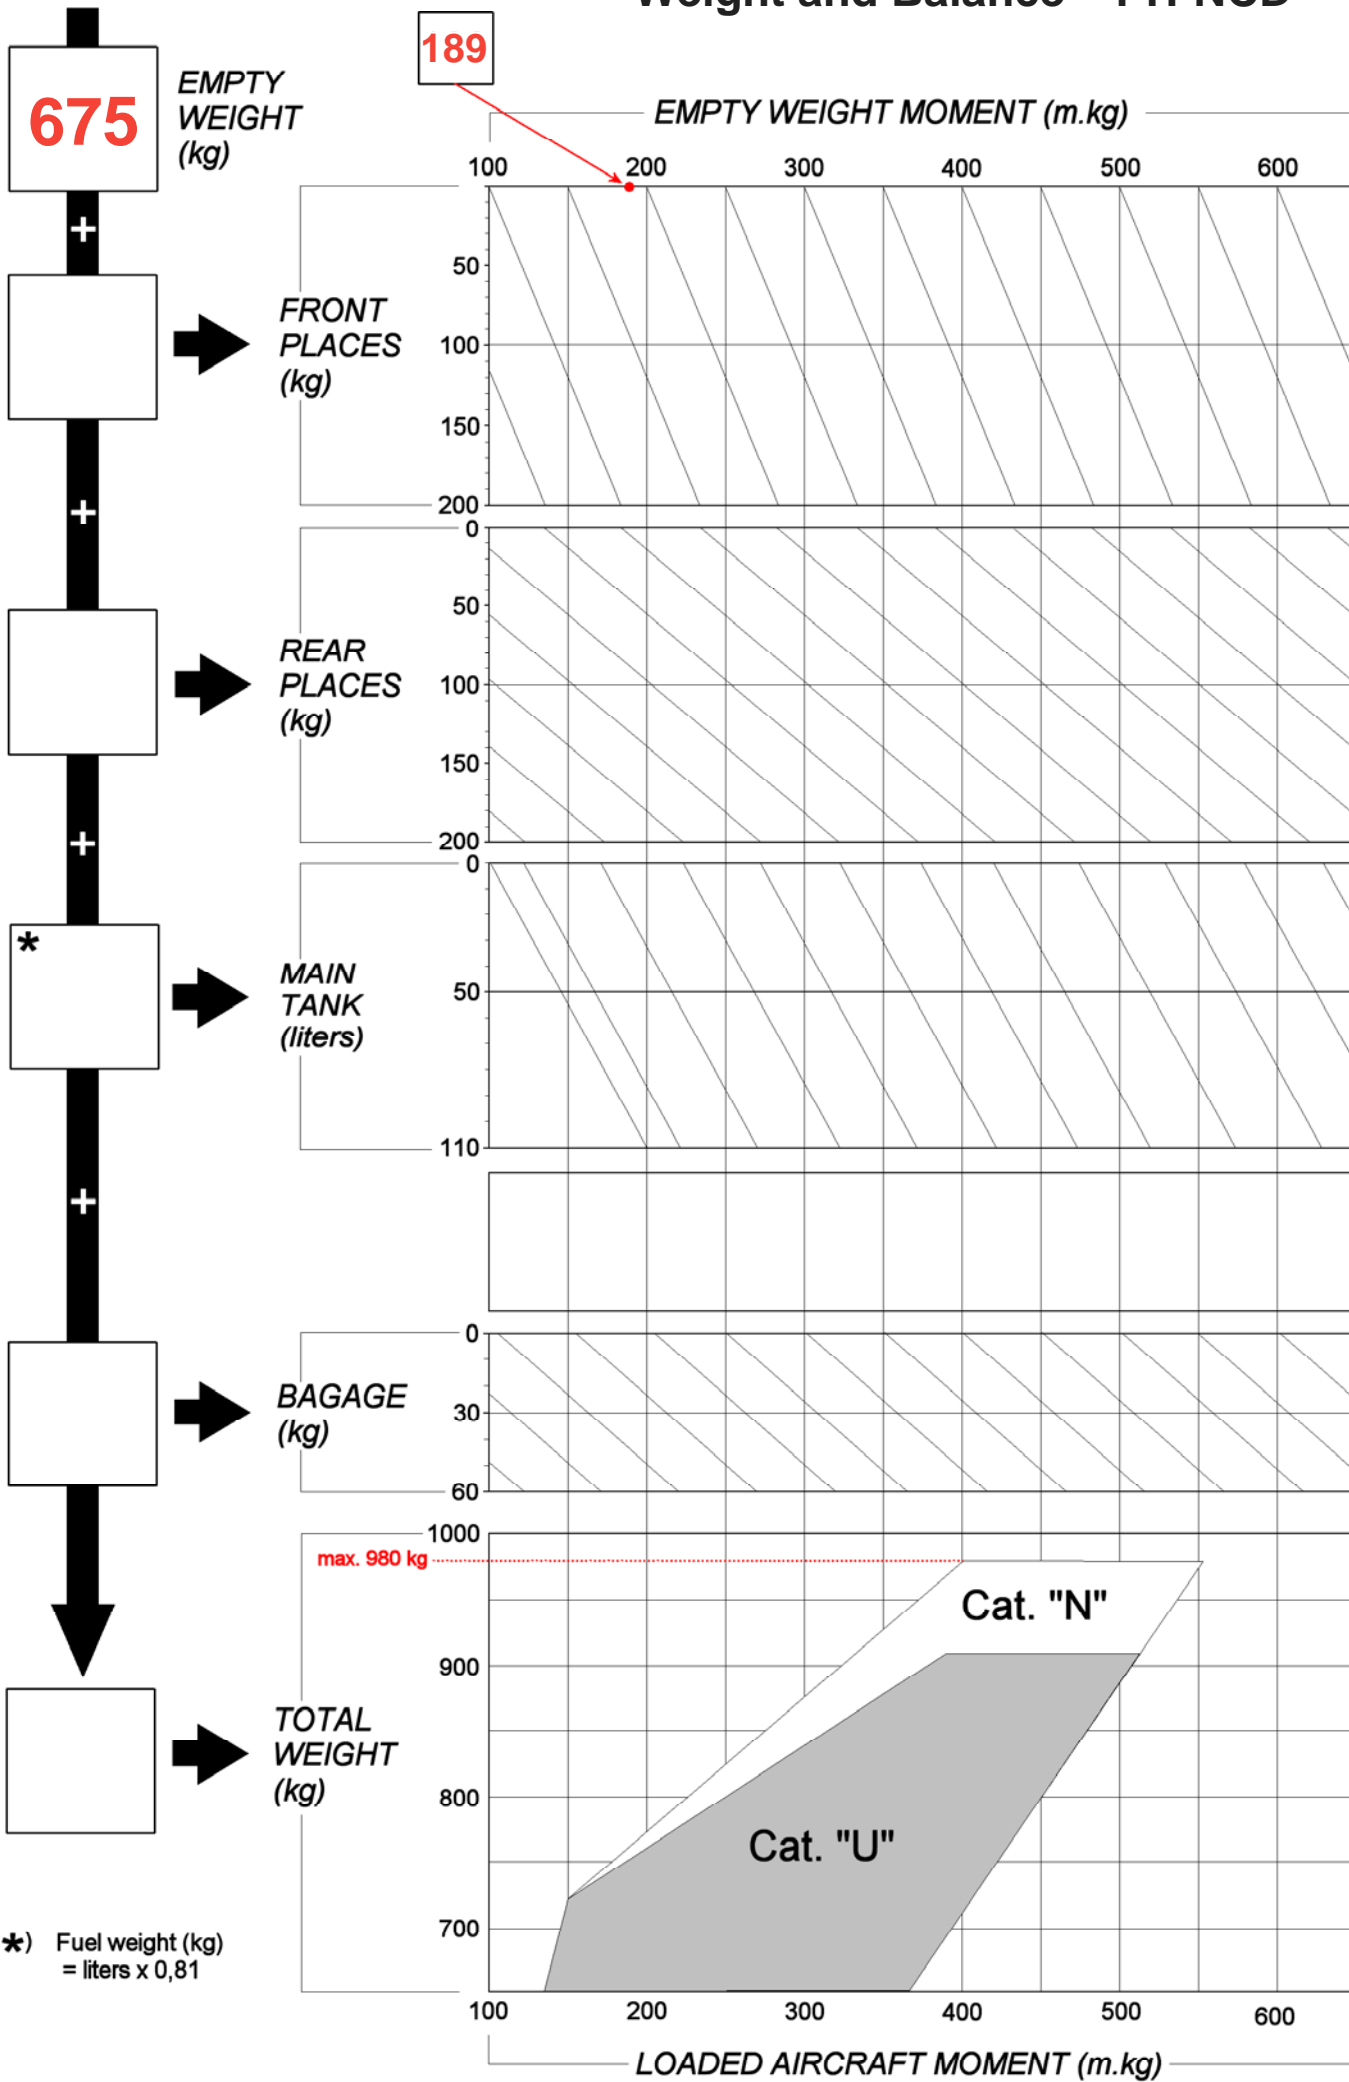 189
675
EMPTY
WEIGHT
(kg)
EMPTY WEIGHT MOMENT (m.kg)
100 200 300 400 500 600
+
50
100
150
200
FRONT
PLACES
(kg)
+
0
50
100
150
200
REAR
PLACES
(kg)
+
0
50
110
*
MAIN
TANK
(liters)
+
0
30
60
BAGAGE
(kg)
1000
max. 980 kg
900
800
700
Cat. "N"
Cat. "U"
TOTAL
WEIGHT
(kg)
*) Fuel weight (kg)
= liters x 0,81
100 200 300 400 500 600
LOADED AIRCRAFT MOMENT (m.kg)